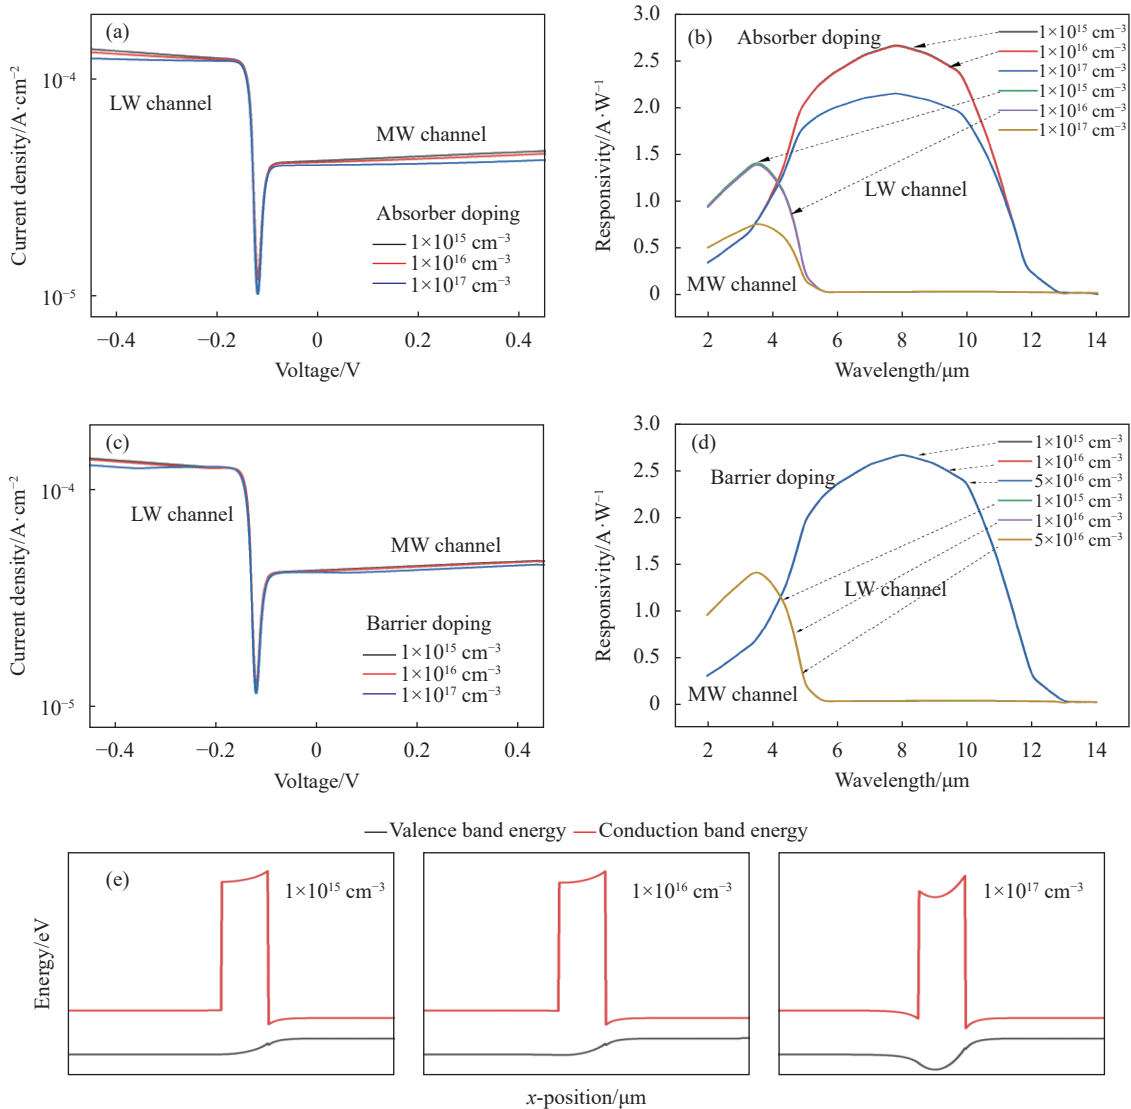 (a)
10⁻⁴
10⁻⁵
Current density/A·cm⁻²
LW channel
MW channel
Absorber doping
1×10¹⁵ cm⁻³
1×10¹⁶ cm⁻³
1×10¹⁷ cm⁻³
−0.4 −0.2 0 0.2 0.4
Voltage/V
(b)
3.0
2.5
2.0
1.5
1.0
0.5
0
Responsivity/A·W⁻¹
Absorber doping
1×10¹⁵ cm⁻³
1×10¹⁶ cm⁻³
1×10¹⁷ cm⁻³
1×10¹⁵ cm⁻³
1×10¹⁶ cm⁻³
1×10¹⁷ cm⁻³
LW channel
MW channel
2 4 6 8 10 12 14
Wavelength/μm
(c)
10⁻⁴
10⁻⁵
Current density/A·cm⁻²
LW channel
MW channel
Barrier doping
1×10¹⁵ cm⁻³
1×10¹⁶ cm⁻³
1×10¹⁷ cm⁻³
−0.4 −0.2 0 0.2 0.4
Voltage/V
(d)
3.0
2.5
2.0
1.5
1.0
0.5
0
Responsivity/A·W⁻¹
Barrier doping
1×10¹⁵ cm⁻³
1×10¹⁶ cm⁻³
5×10¹⁶ cm⁻³
1×10¹⁵ cm⁻³
1×10¹⁶ cm⁻³
5×10¹⁶ cm⁻³
LW channel
MW channel
2 4 6 8 10 12 14
Wavelength/μm
Valence band energy Conduction band energy
(e)
1×10¹⁵ cm⁻³
1×10¹⁶ cm⁻³
1×10¹⁷ cm⁻³
Energy/eV
x-position/μm